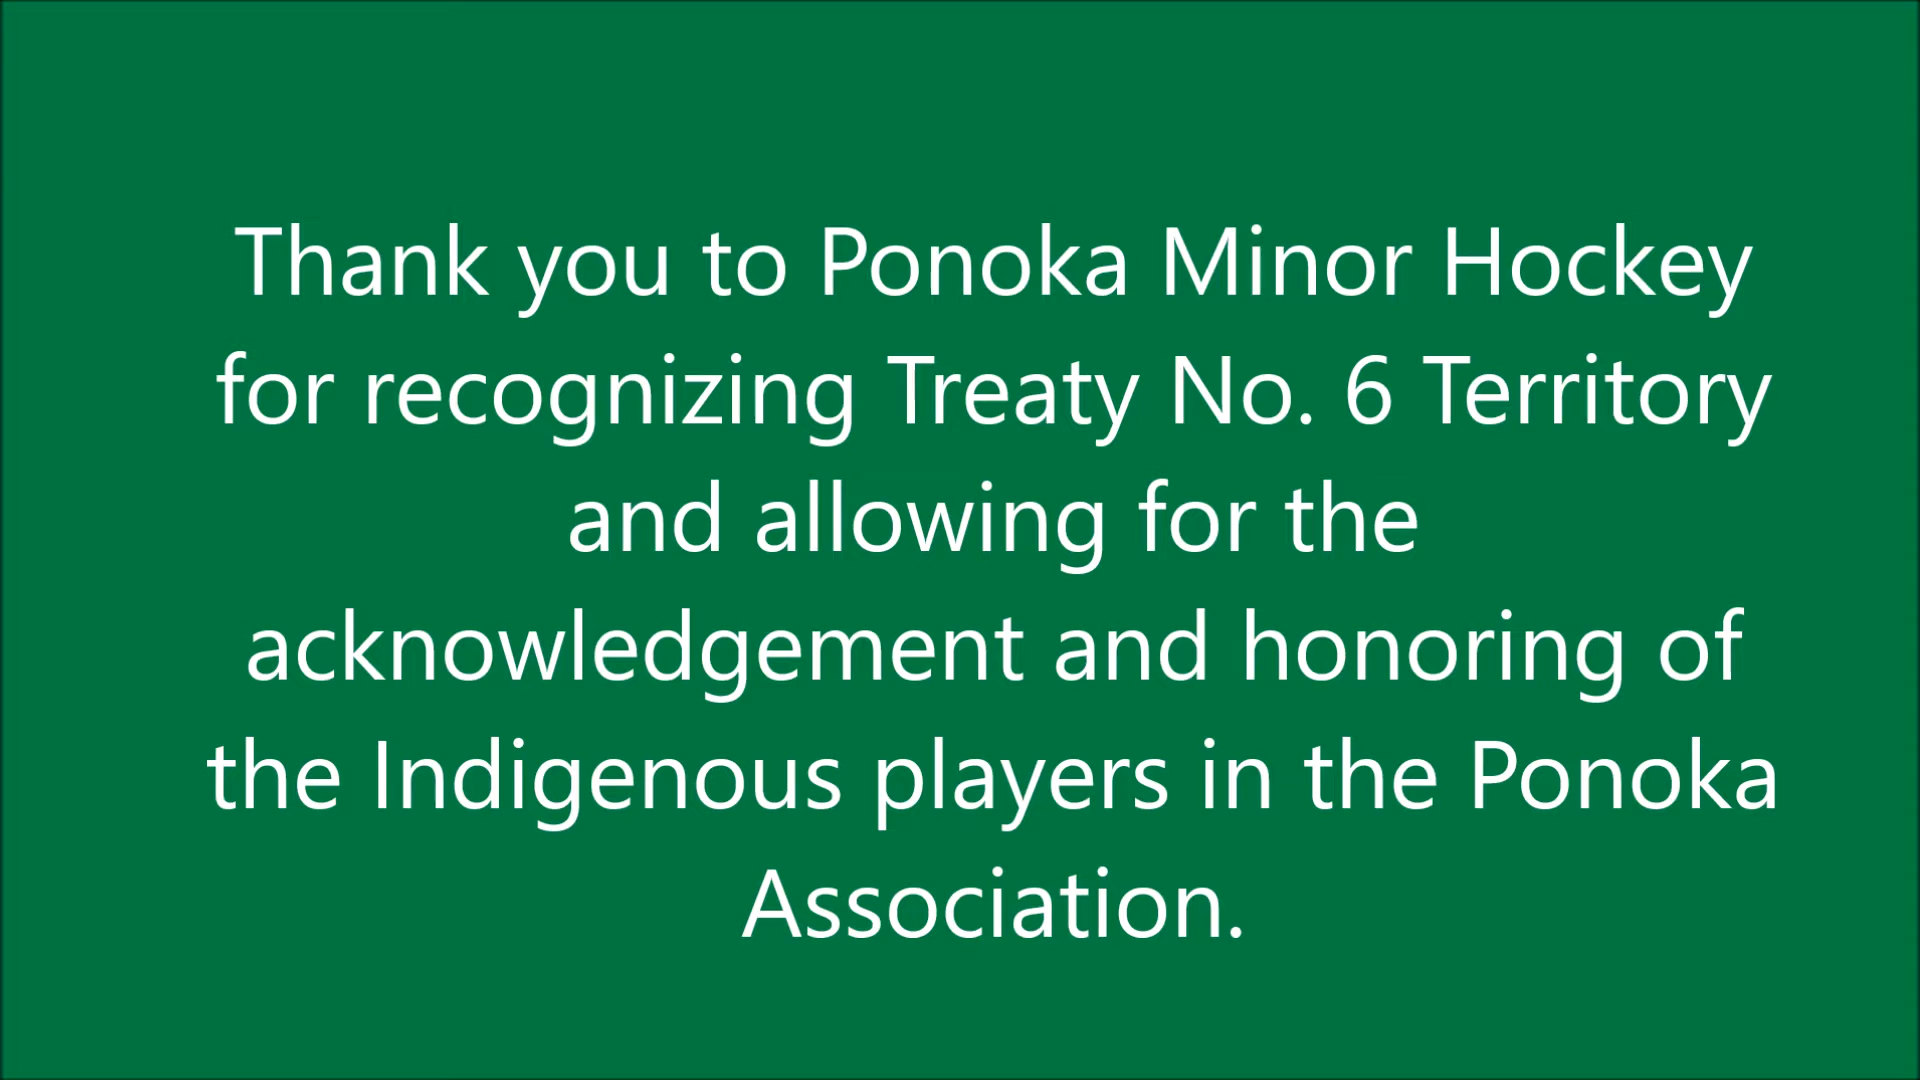 Thank you to Ponoka Minor Hockey
for recognizing Treaty No. 6 Territory
and allowing for the
acknowledgement and honoring of
the Indigenous players in the Ponoka
Association.